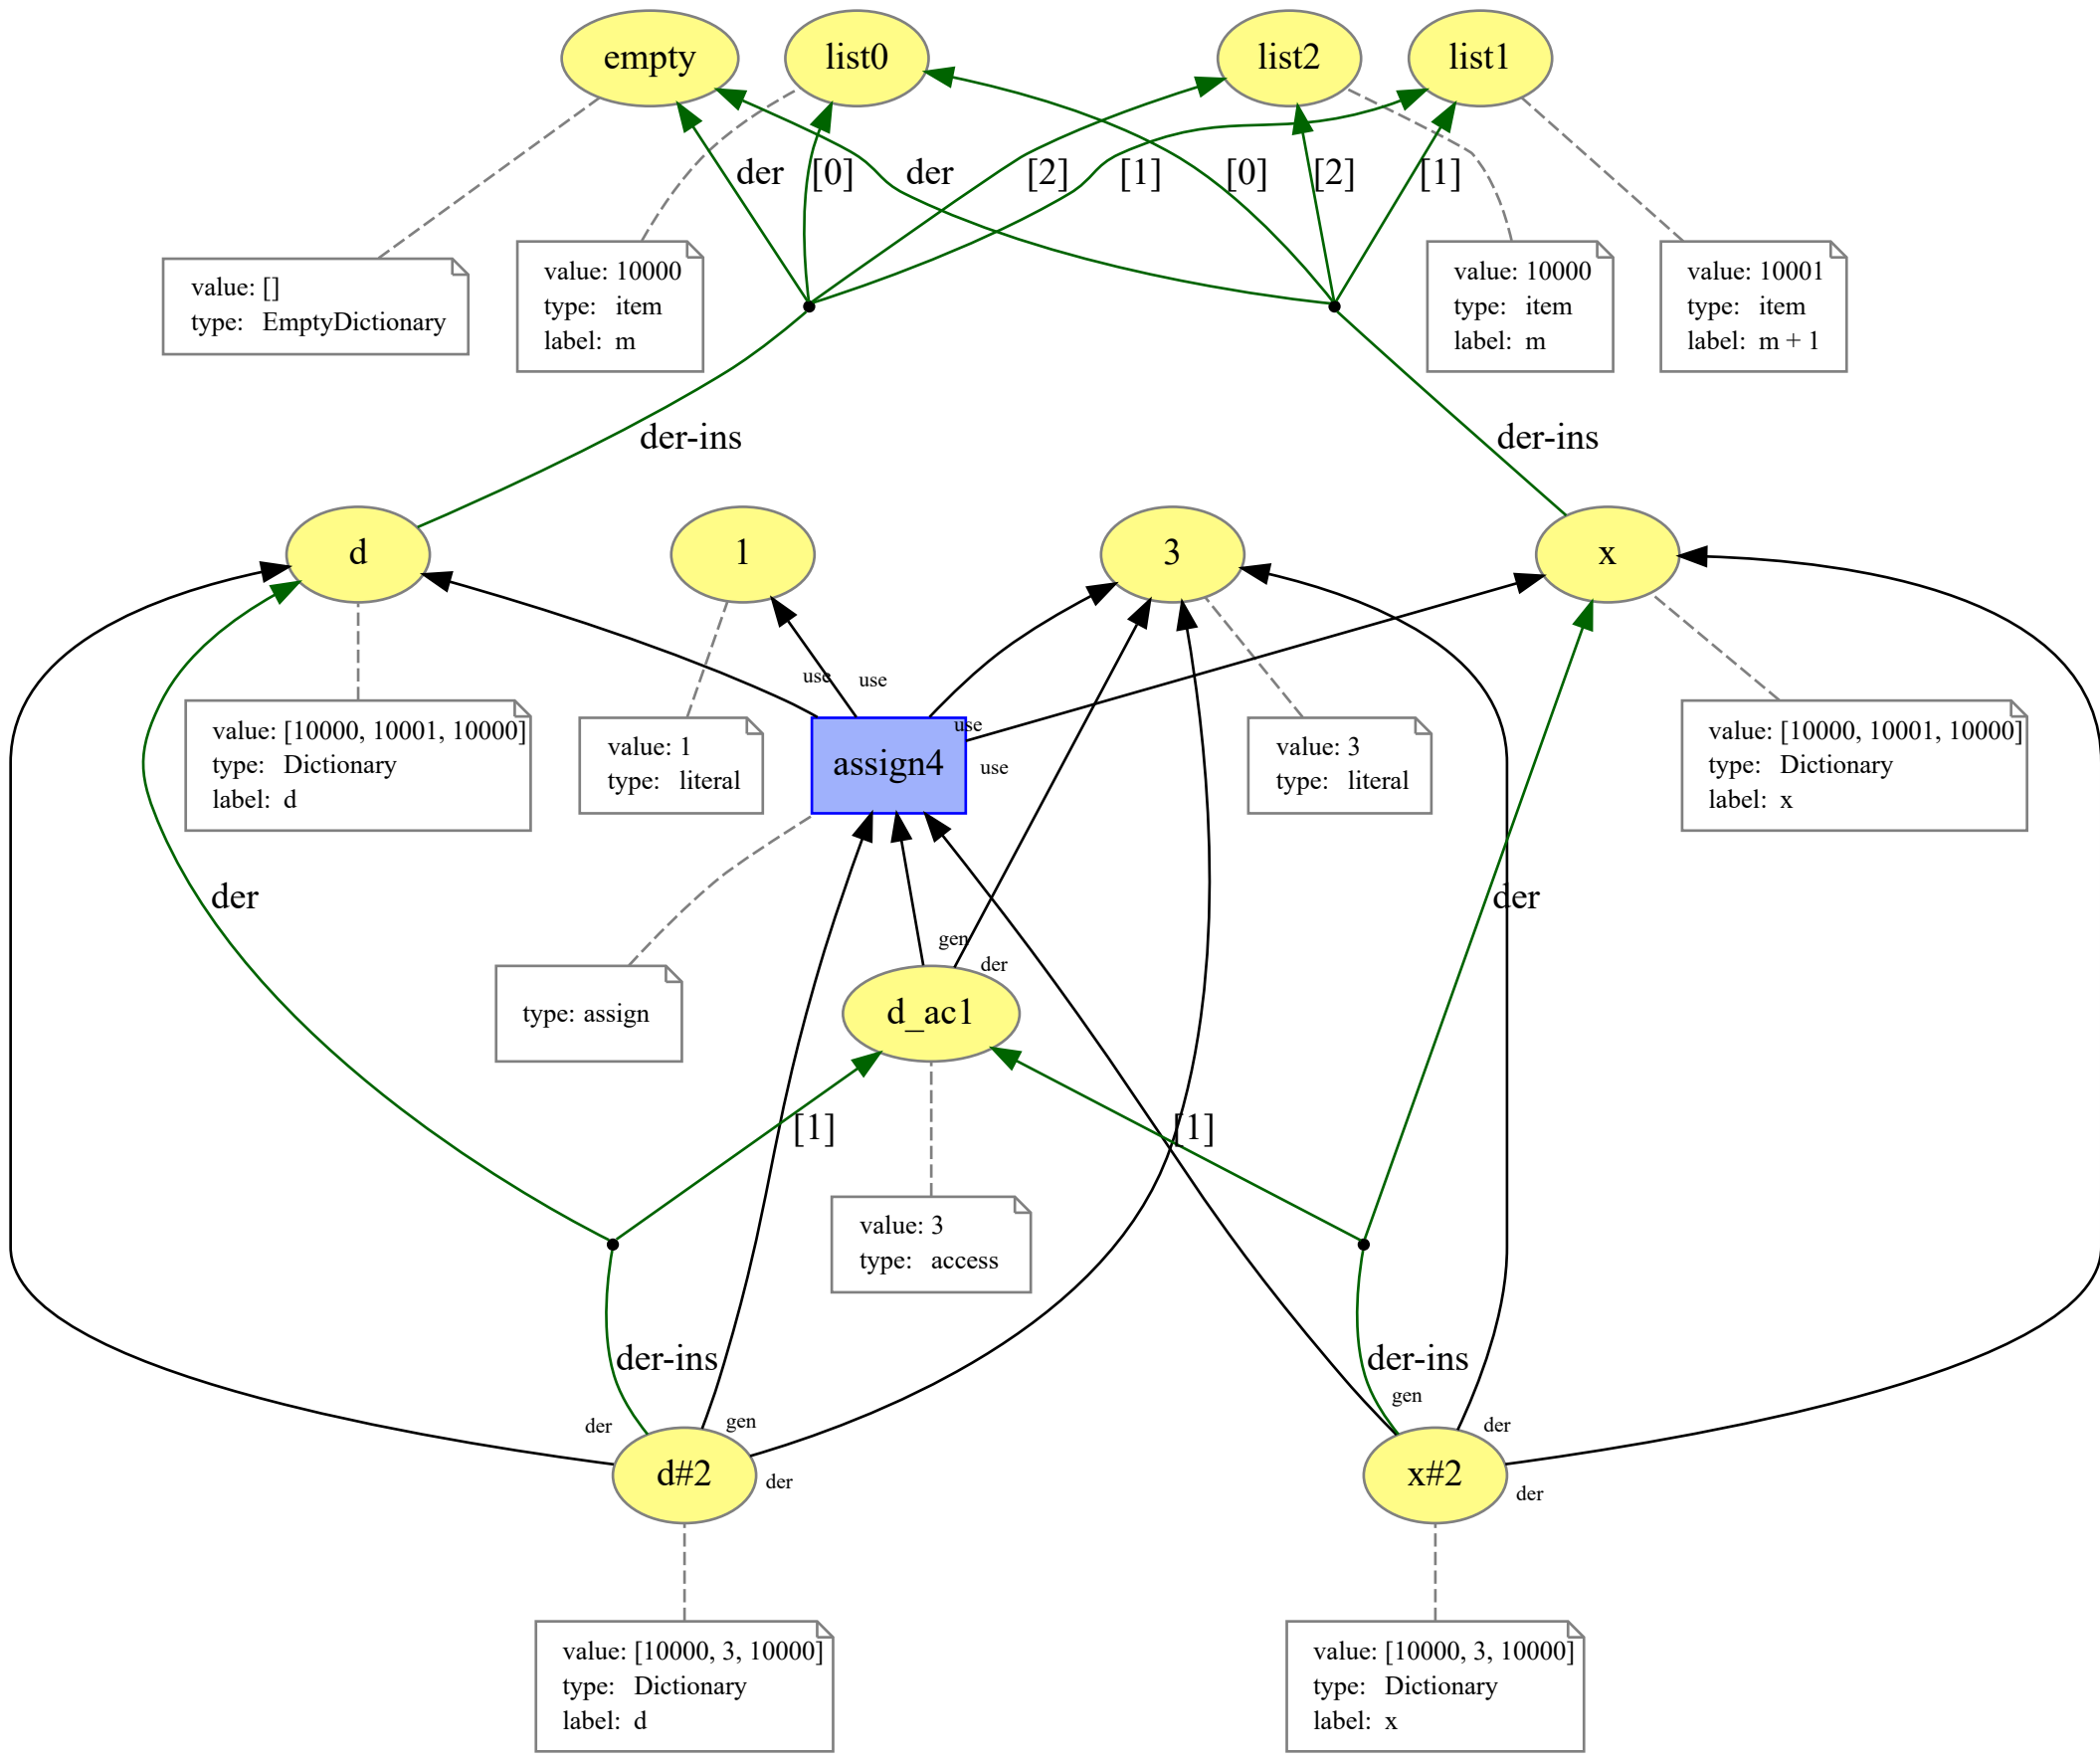 empty
list0
list2
list1
der
[0]
der
[2]
[1]
[0]
[2]
[1]
value: []
type: EmptyDictionary
value: 10000
type: item
label: m
value: 10000
type: item
label: m
value: 10001
type: item
label: m + 1
der-ins
der-ins
d
1
3
x
use
use
use
use
value: [10000, 10001, 10000]
type: Dictionary
label: d
value: 1
type: literal
assign4
value: 3
type: literal
value: [10000, 10001, 10000]
type: Dictionary
label: x
der
der
gen
der
type: assign
d_ac1
[1]
[1]
value: 3
type: access
der-ins
der-ins
der
gen
der
gen
der
der
d#2
x#2
value: [10000, 3, 10000]
type: Dictionary
label: d
value: [10000, 3, 10000]
type: Dictionary
label: x